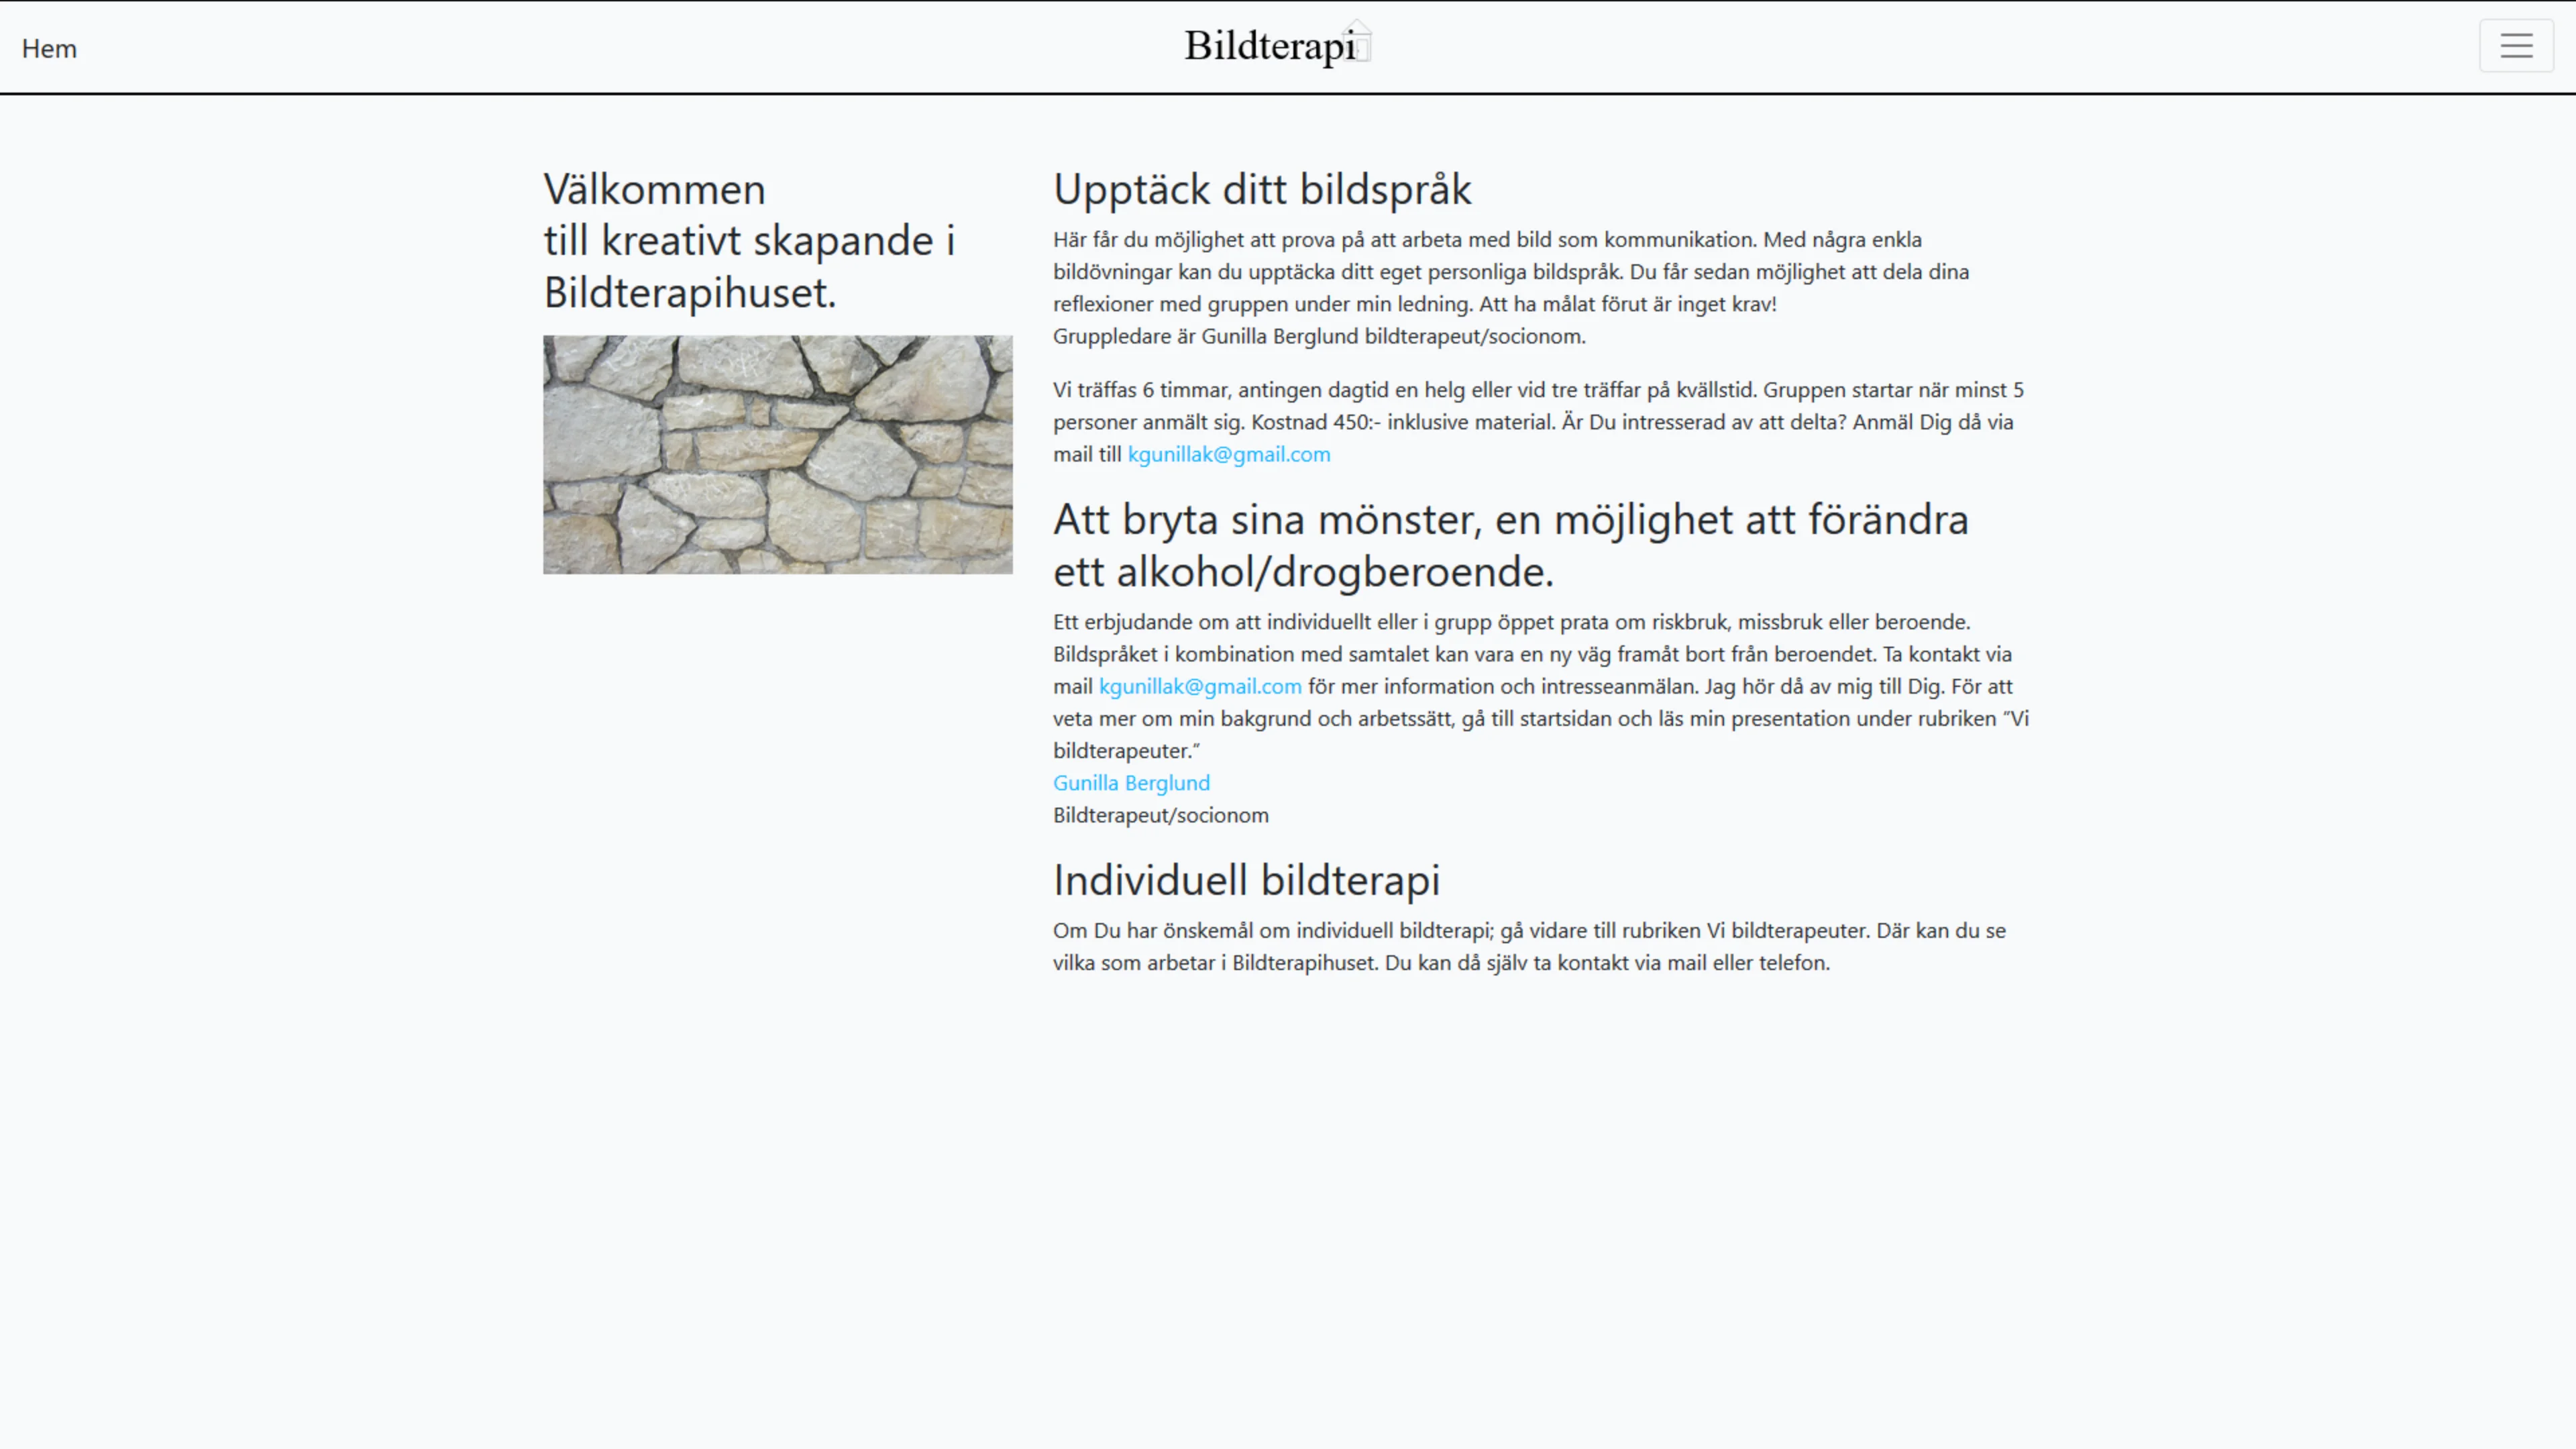 Hem
Bildterapi
Välkommen
till kreativt skapande i
Bildterapihuset.
Upptäck ditt bildspråk
Här får du möjlighet att prova på att arbeta med bild som kommunikation. Med några enkla
bildövningar kan du upptäcka ditt eget personliga bildspråk. Du får sedan möjlighet att dela dina
reflexioner med gruppen under min ledning. Att ha målat förut är inget krav!
Gruppledare är Gunilla Berglund bildterapeut/socionom.
Vi träffas 6 timmar, antingen dagtid en helg eller vid tre träffar på kvällstid. Gruppen startar när minst 5
personer anmält sig. Kostnad 450:- inklusive material. Är Du intresserad av att delta? Anmäl Dig då via
mail till kgunillak@gmail.com
Att bryta sina mönster, en möjlighet att förändra
ett alkohol/drogberoende.
Ett erbjudande om att individuellt eller i grupp öppet prata om riskbruk, missbruk eller beroende.
Bildspråket i kombination med samtalet kan vara en ny väg framåt bort från beroendet. Ta kontakt via
mail kgunillak@gmail.com för mer information och intresseanmälan. Jag hör då av mig till Dig. För att
veta mer om min bakgrund och arbetssätt, gå till startsidan och läs min presentation under rubriken ”Vi
bildterapeuter.”
Gunilla Berglund
Bildterapeut/socionom
Individuell bildterapi
Om Du har önskemål om individuell bildterapi; gå vidare till rubriken Vi bildterapeuter. Där kan du se
vilka som arbetar i Bildterapihuset. Du kan då själv ta kontakt via mail eller telefon.